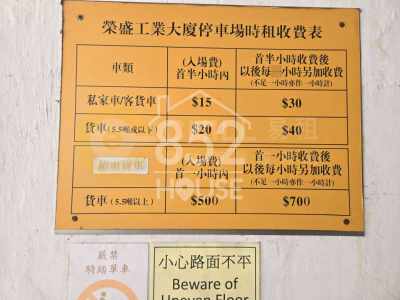 榮盛工業大廈停車場時租收費表
車類
(入場費)
首半小時內
首半小時收費後
以後每 小時另加收費
(不足一小時亦作一小時計)
私家車/客貨車
$15
$30
貨車 (5.5噸或以下)
$20
$40
(入場費)
首一小時內
首一小時收費後
以後每一小時另加收費
(不足一小時亦作一小時計)
貨車 (5.5噸以上)
$500
$700
852
HOUSE
易組
嚴禁
小心路面不平
Beware of
Uneven Floor